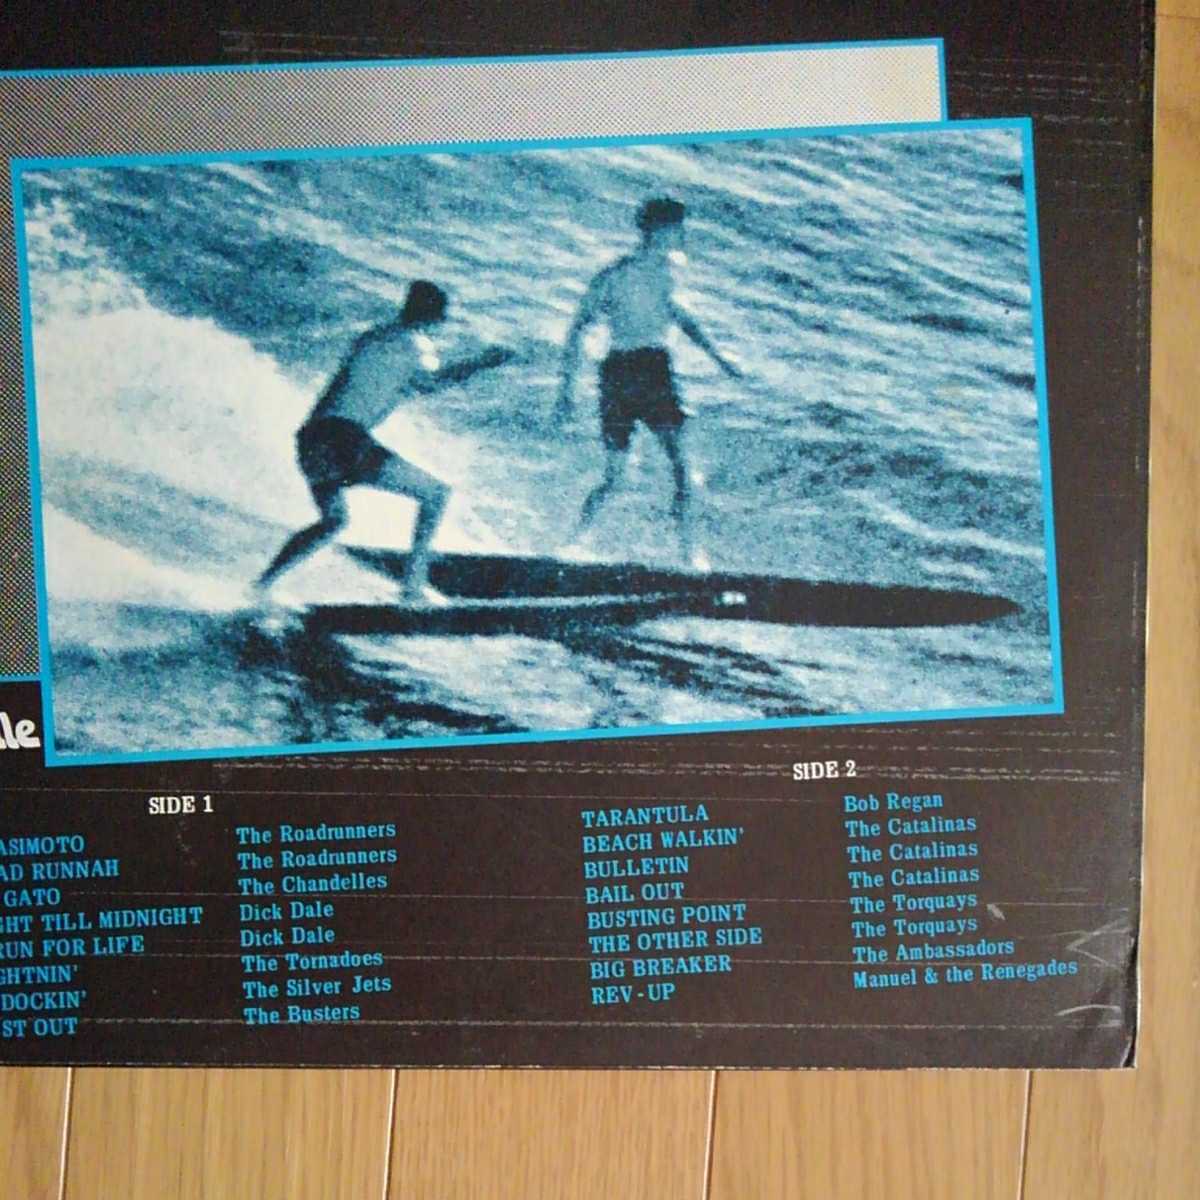 le
SIDE 1
ASIMOTO The Roadrunners
AD RUNNAH The Roadrunners
GATO The Chandelles
GHT TILL MIDNIGHT Dick Dale
RUN FOR LIFE Dick Dale
GHTNIN' The Tornadoes
DOCKIN' The Silver Jets
ST OUT The Busters
SIDE 2
TARANTULA Bob Regan
BEACH WALKIN' The Catalinas
BULLETIN The Catalinas
BAIL OUT The Catalinas
BUSTING POINT The Torquays
THE OTHER SIDE The Torquays
BIG BREAKER The Ambassadors
REV-UP Manuel & the Renegades